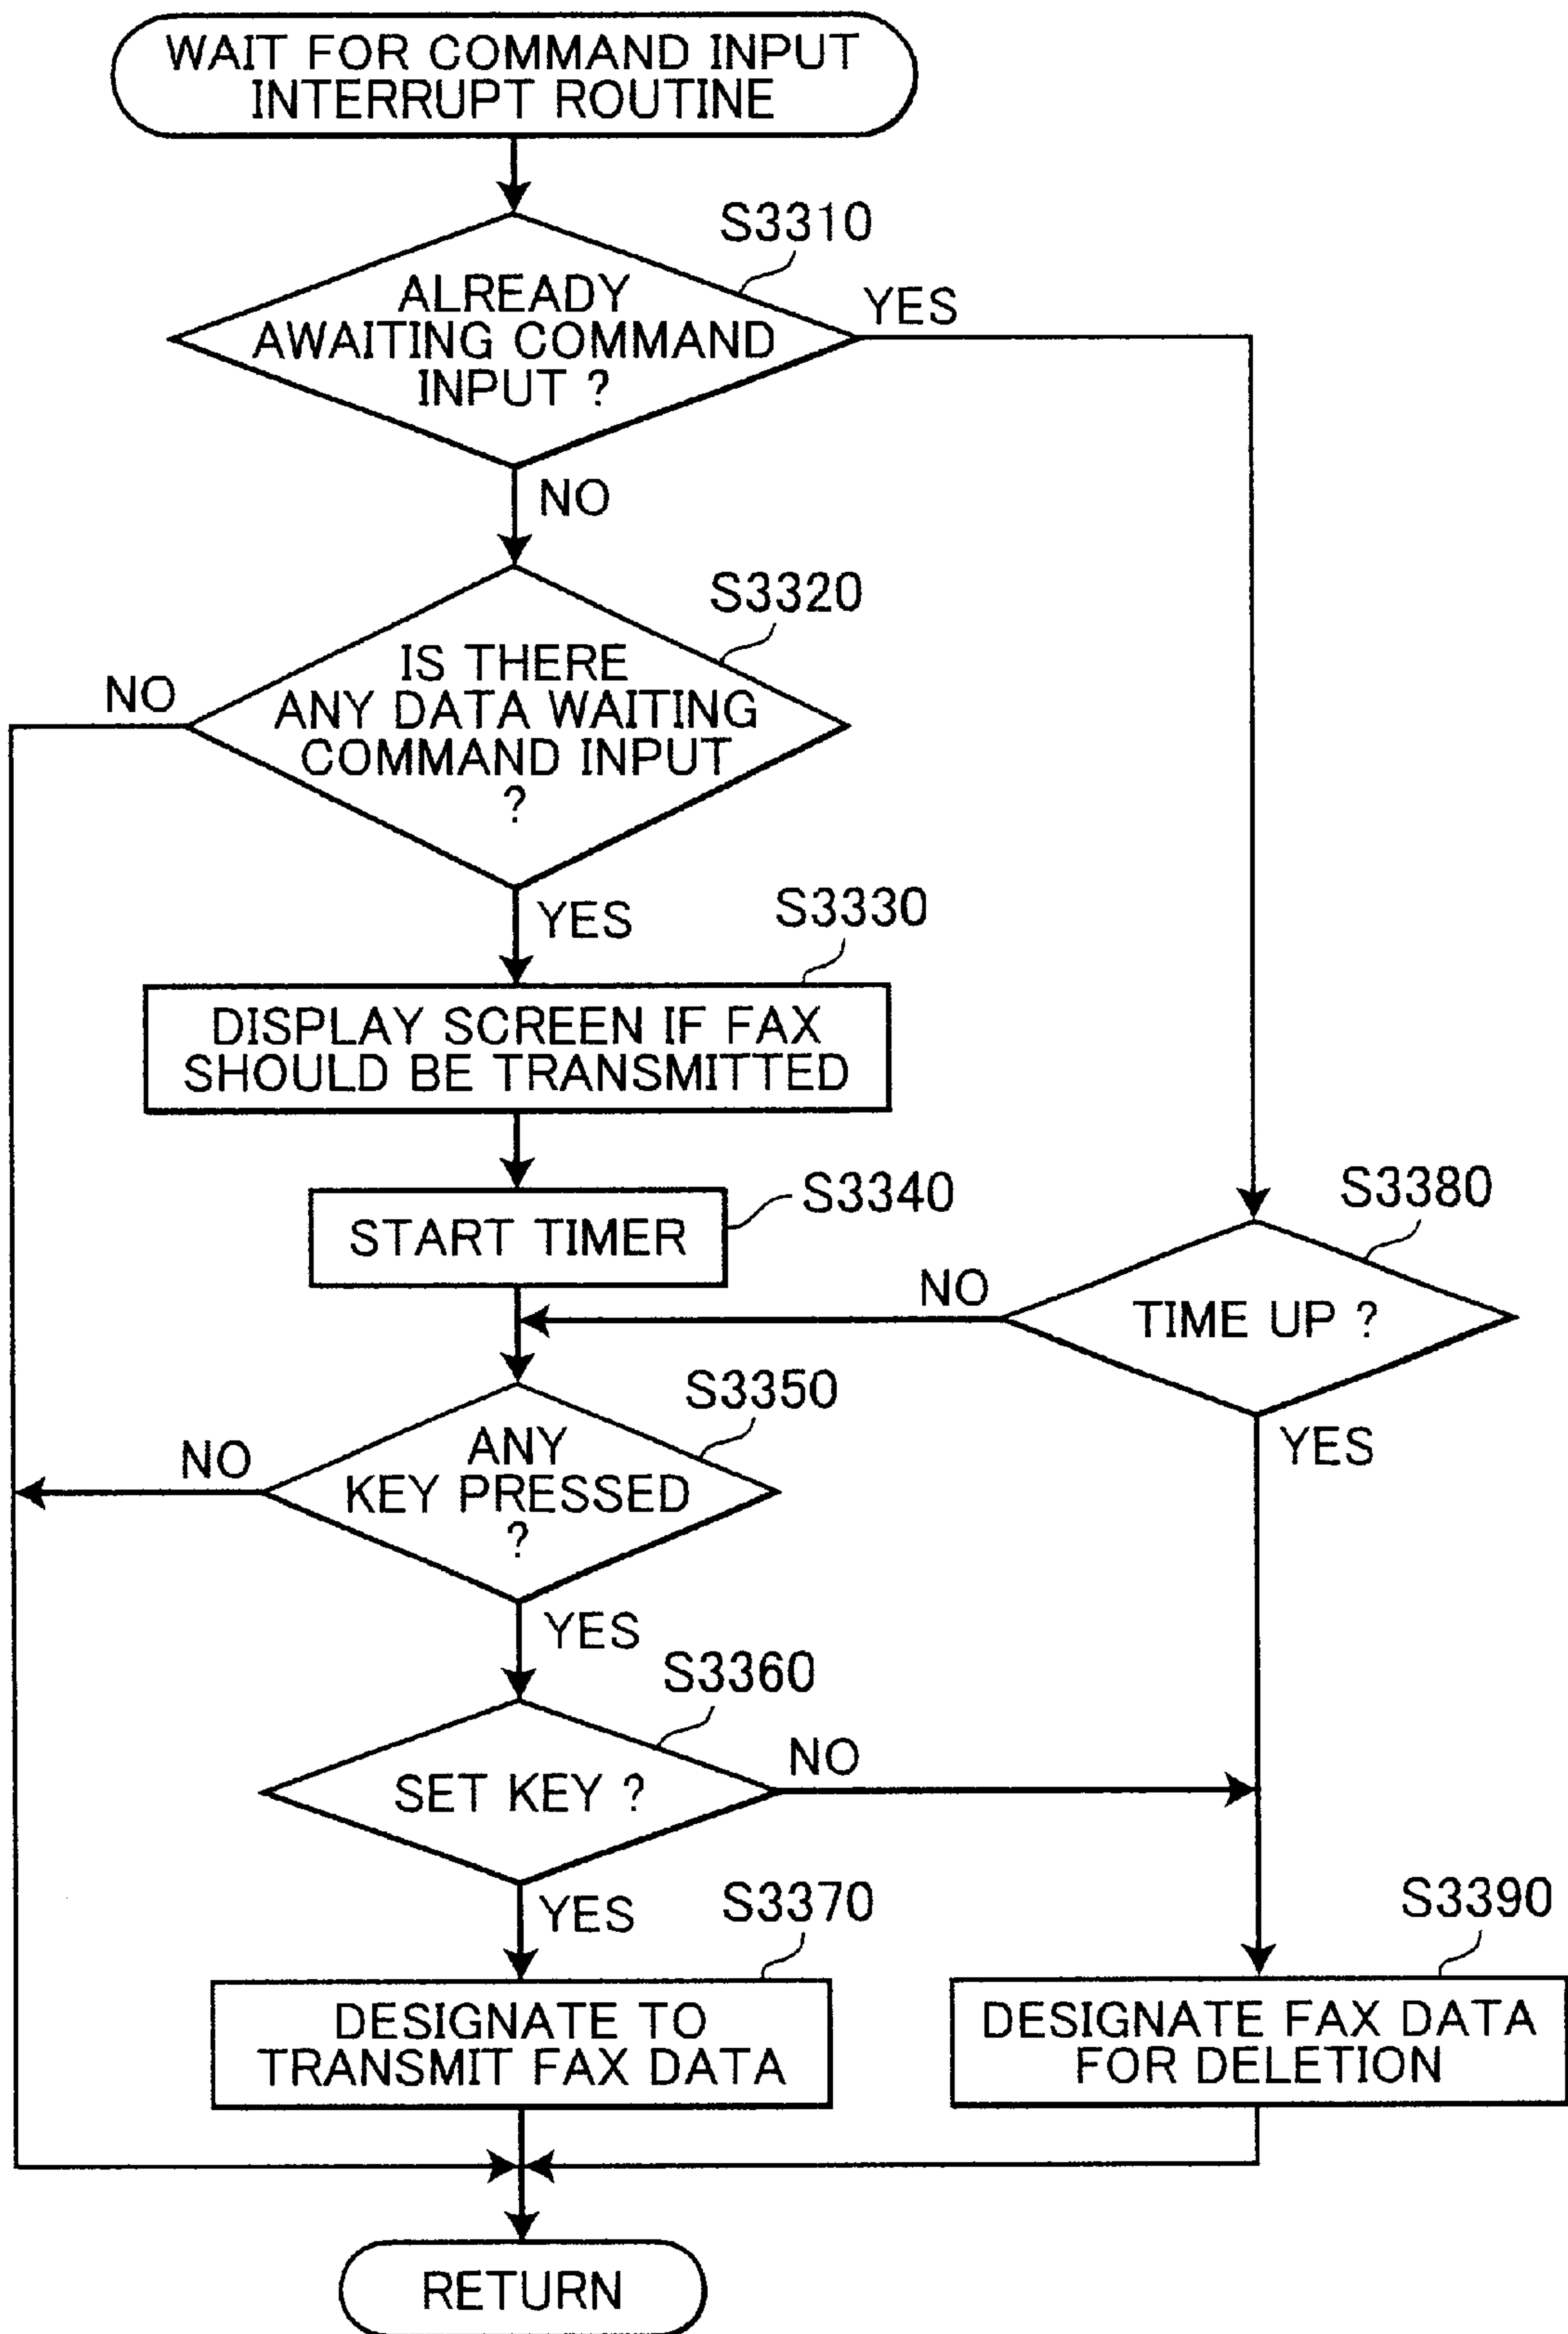 WAIT FOR COMMAND INPUT
INTERRUPT ROUTINE
S3310
ALREADY
AWAITING COMMAND
INPUT ?
YES
NO
S3320
IS THERE
ANY DATA WAITING
COMMAND INPUT
?
NO
YES
S3330
DISPLAY SCREEN IF FAX
SHOULD BE TRANSMITTED
S3340
START TIMER
S3380
TIME UP ?
NO
YES
S3350
ANY
KEY PRESSED
?
NO
YES
S3360
SET KEY ?
NO
YES
S3370
DESIGNATE TO
TRANSMIT FAX DATA
S3390
DESIGNATE FAX DATA
FOR DELETION
RETURN